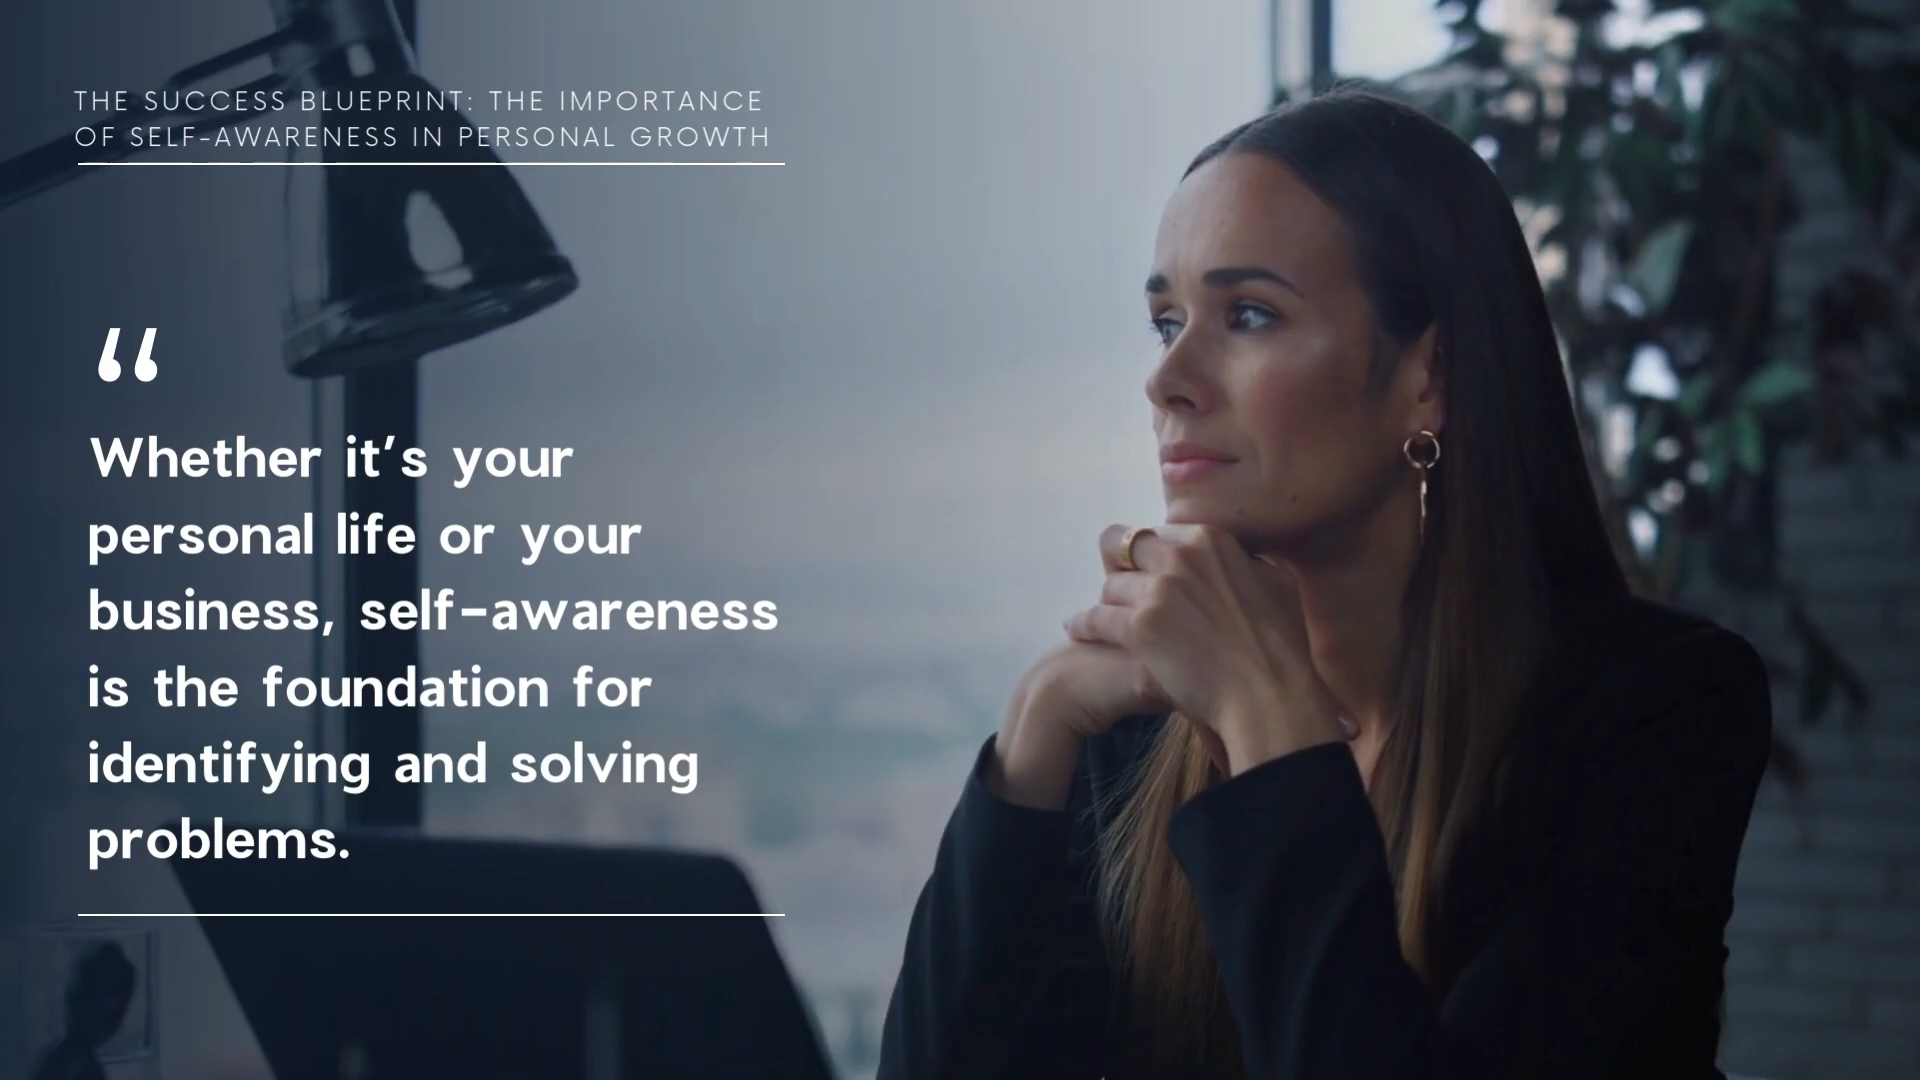 THE SUCCESS BLUEPRINT: THE IMPORTANCE
OF SELF-AWARENESS IN PERSONAL GROWTH
“
Whether it’s your
personal life or your
business, self-awareness
is the foundation for
identifying and solving
problems.